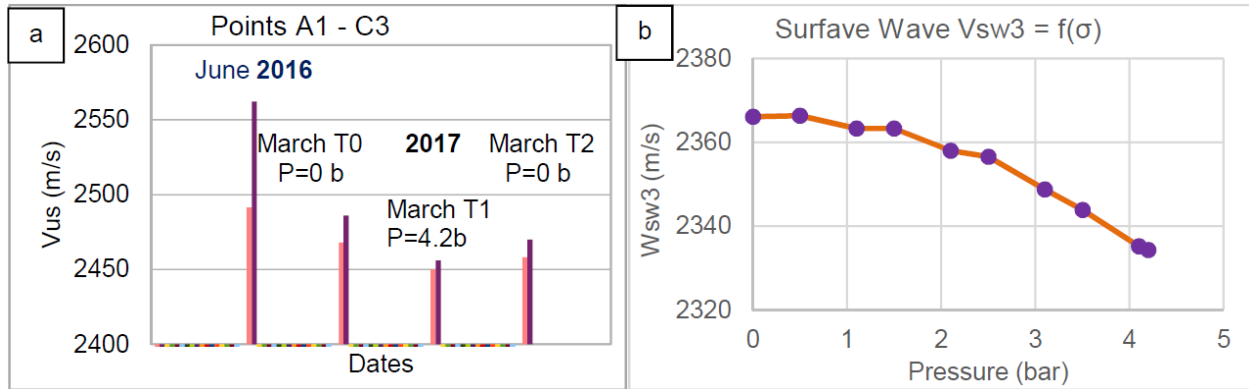 a
Points A1 - C3
2600
2550
2500
2450
2400
Vus (m/s)
June 2016
March T0
P=0 b
2017
March T1
P=4.2b
March T2
P=0 b
Dates
b
Surfave Wave Vsw3 = f(σ)
2380
2360
2340
2320
Wsw3 (m/s)
0 1 2 3 4 5
Pressure (bar)